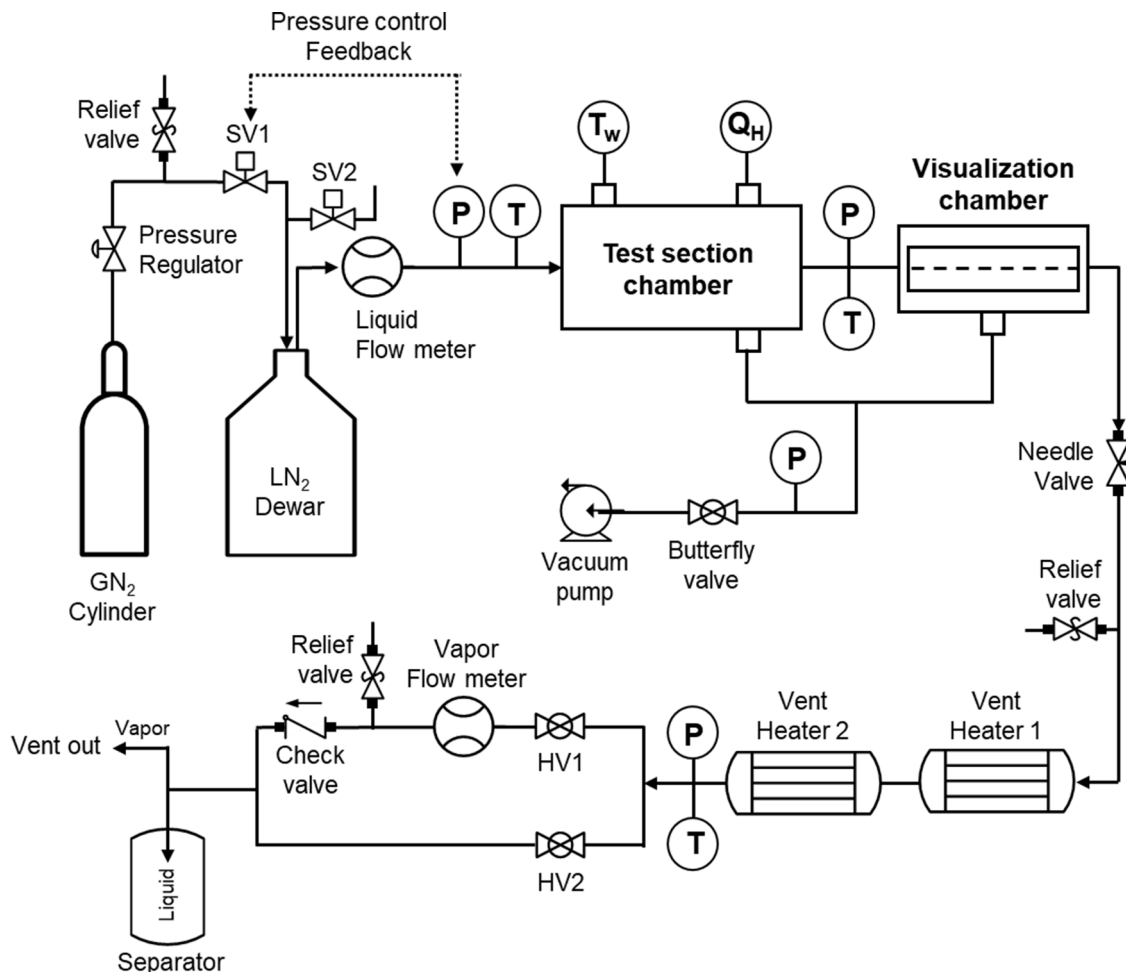 Pressure control
Feedback
Relief
valve
SV1
SV2
Pressure
Regulator
P
T
Liquid
Flow meter
GN₂
Cylinder
LN₂
Dewar
T_W
Q_H
Test section
chamber
P
T
Visualization
chamber
P
Vacuum
pump
Butterfly
valve
Needle
Valve
Relief
valve
Vent
Heater 1
Vent
Heater 2
P
T
HV1
HV2
Vapor
Flow meter
Relief
valve
Check
valve
Vapor
Vent out
Liquid
Separator